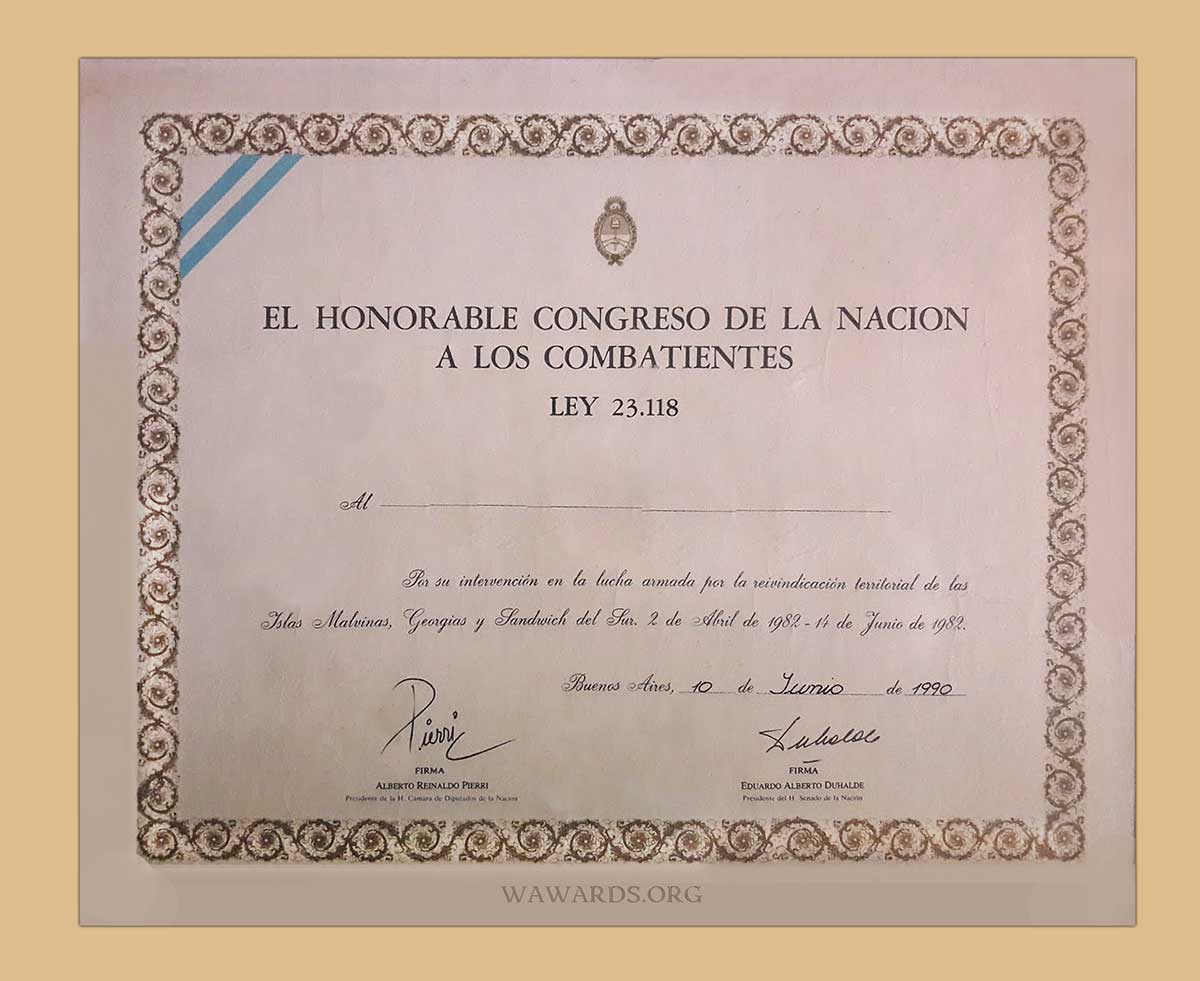 EL HONORABLE CONGRESO DE LA NACION
A LOS COMBATIENTES
LEY 23.118
Al
Por su intervención en la lucha armada por la reivindicación territorial de las
Islas Malvinas, Georgias y Sandwich del Sur. 2 de Abril de 1982 - 14 de Junio de 1982.
Buenos Aires, 10 de Junio de 1990
Pierri
Duhalde
FIRMA
ALBERTO REINALDO PIERRI
Presidente de la H. Cámara de Diputados de la Nación
FIRMA
EDUARDO ALBERTO DUHALDE
Presidente del H. Senado de la Nación
WAWARDS.ORG